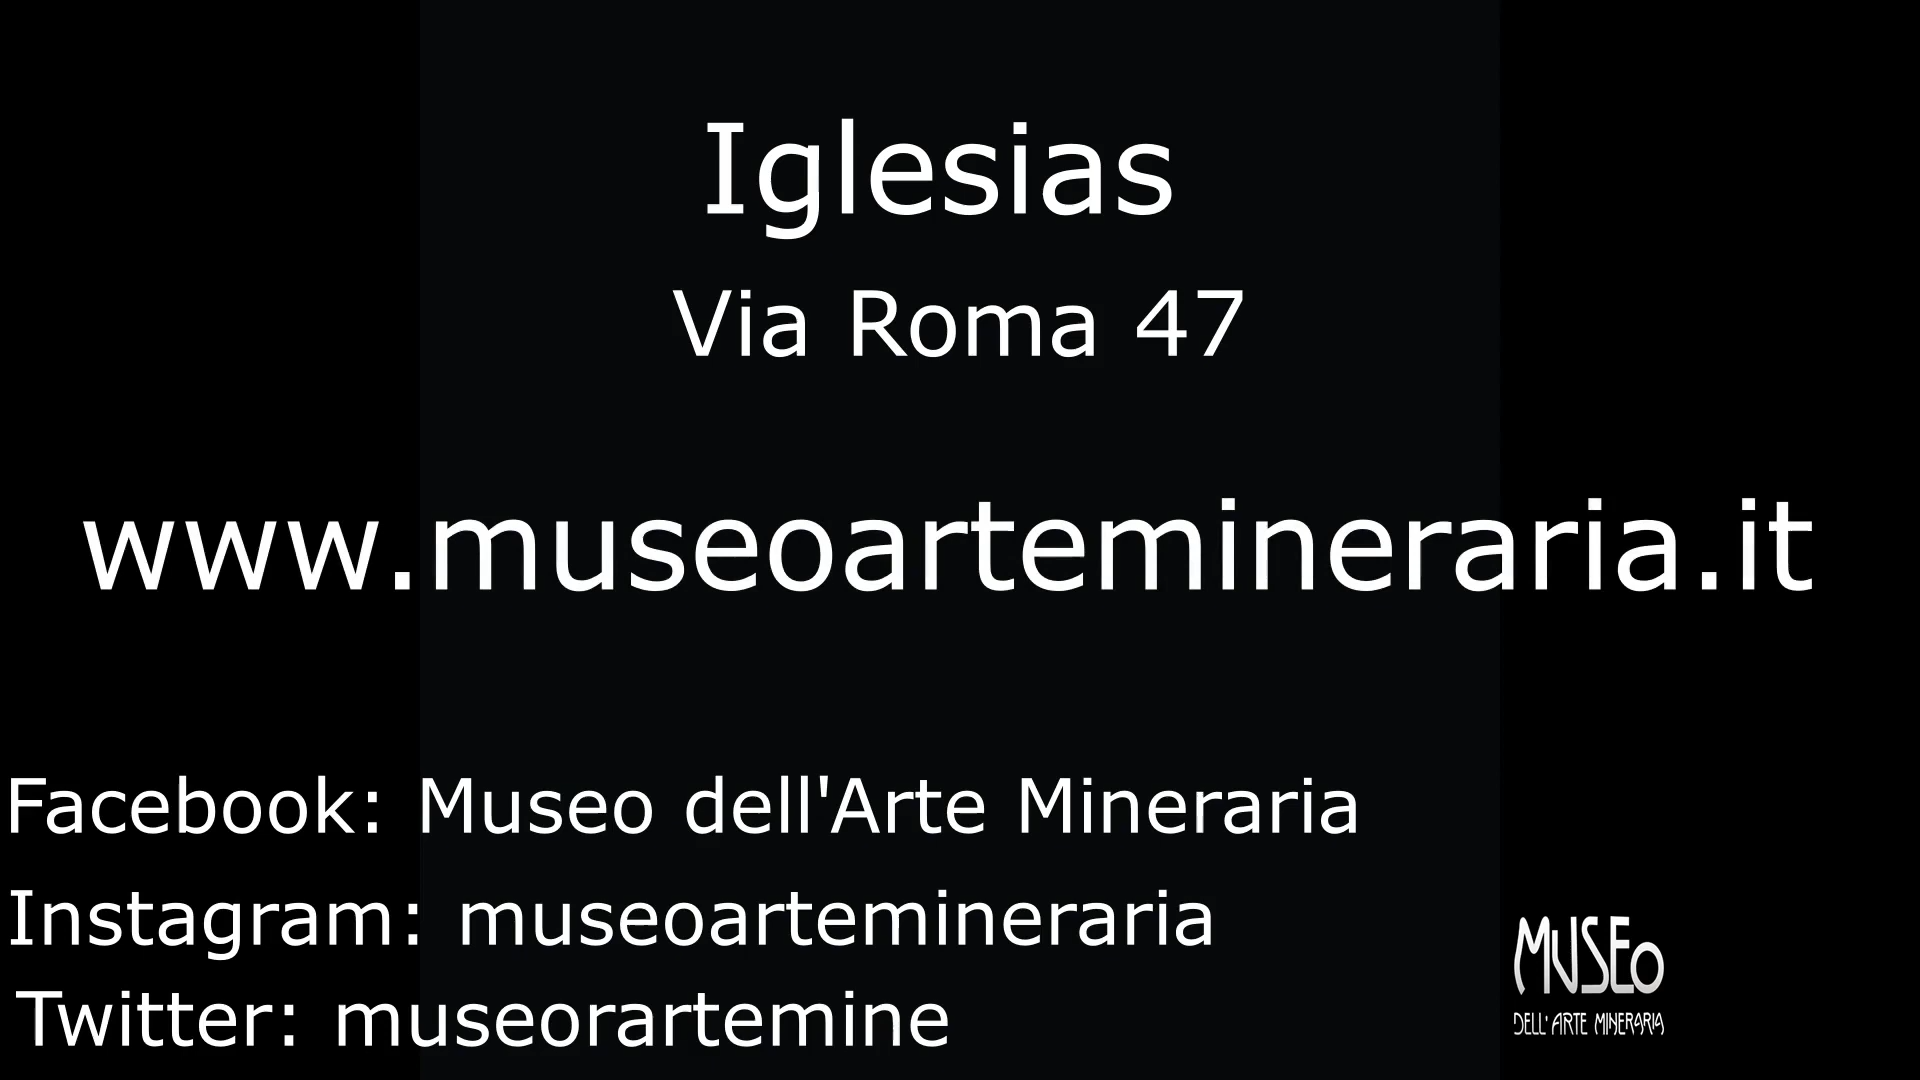 Iglesias
Via Roma 47
www.museoartemineraria.it
Facebook: Museo dell'Arte Mineraria
Instagram: museoartemineraria
Twitter: museorartemine
MUSEo
DELL'ARTE MINERARIA